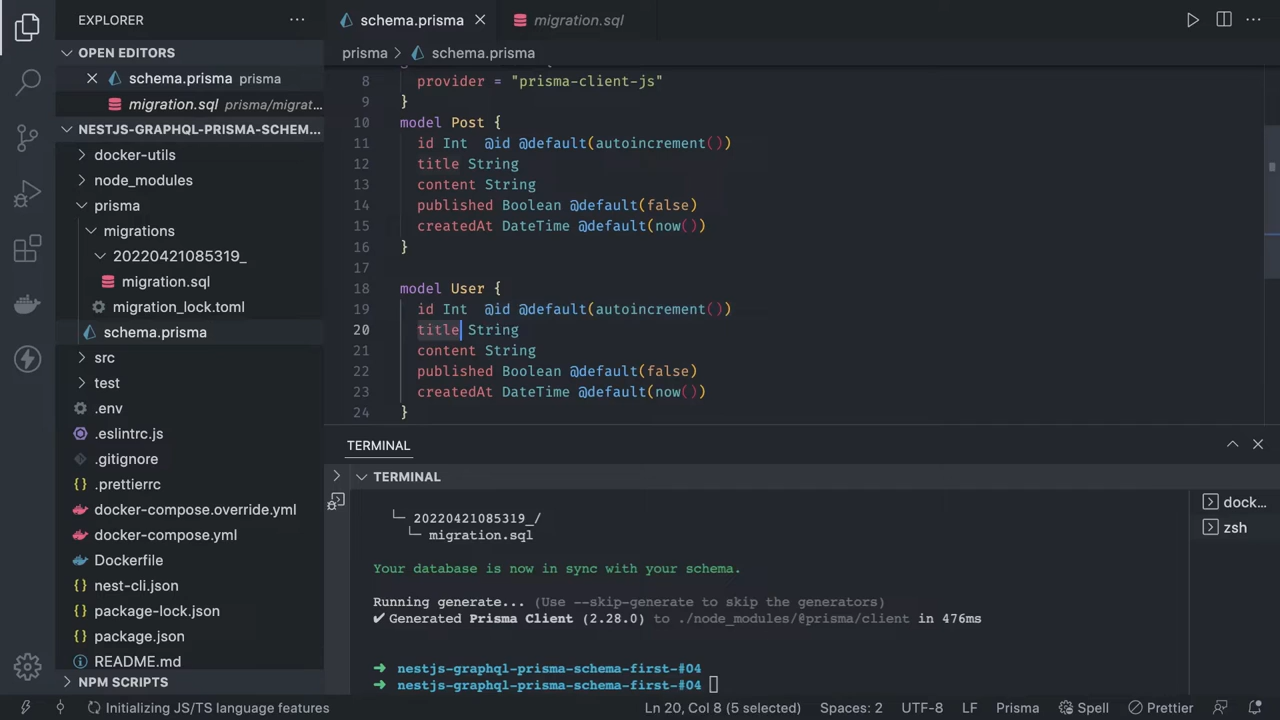 EXPLORER
OPEN EDITORS
schema.prisma prisma
migration.sql prisma/migrat...
NESTJS-GRAPHQL-PRISMA-SCHEM...
docker-utils
node_modules
prisma
migrations
20220421085319_
migration.sql
migration_lock.toml
schema.prisma
src
test
.env
.eslintrc.js
.gitignore
.prettierrc
docker-compose.override.yml
docker-compose.yml
Dockerfile
nest-cli.json
package-lock.json
package.json
README.md
NPM SCRIPTS
schema.prisma
migration.sql
prisma > schema.prisma
8 provider = "prisma-client-js"
9 }
10 model Post {
11 id Int @id @default(autoincrement())
12 title String
13 content String
14 published Boolean @default(false)
15 createdAt DateTime @default(now())
16 }
17
18 model User {
19 id Int @id @default(autoincrement())
20 title String
21 content String
22 published Boolean @default(false)
23 createdAt DateTime @default(now())
24 }
TERMINAL
TERMINAL
└─ 20220421085319_/
└─ migration.sql
Your database is now in sync with your schema.
Running generate... (Use --skip-generate to skip the generators)
✔ Generated Prisma Client (2.28.0) to ./node_modules/@prisma/client in 476ms
➜ nestjs-graphql-prisma-schema-first-#04
➜ nestjs-graphql-prisma-schema-first-#04
dock...
zsh
Initializing JS/TS language features
Ln 20, Col 8 (5 selected)
Spaces: 2
UTF-8
LF
Prisma
Spell
Prettier